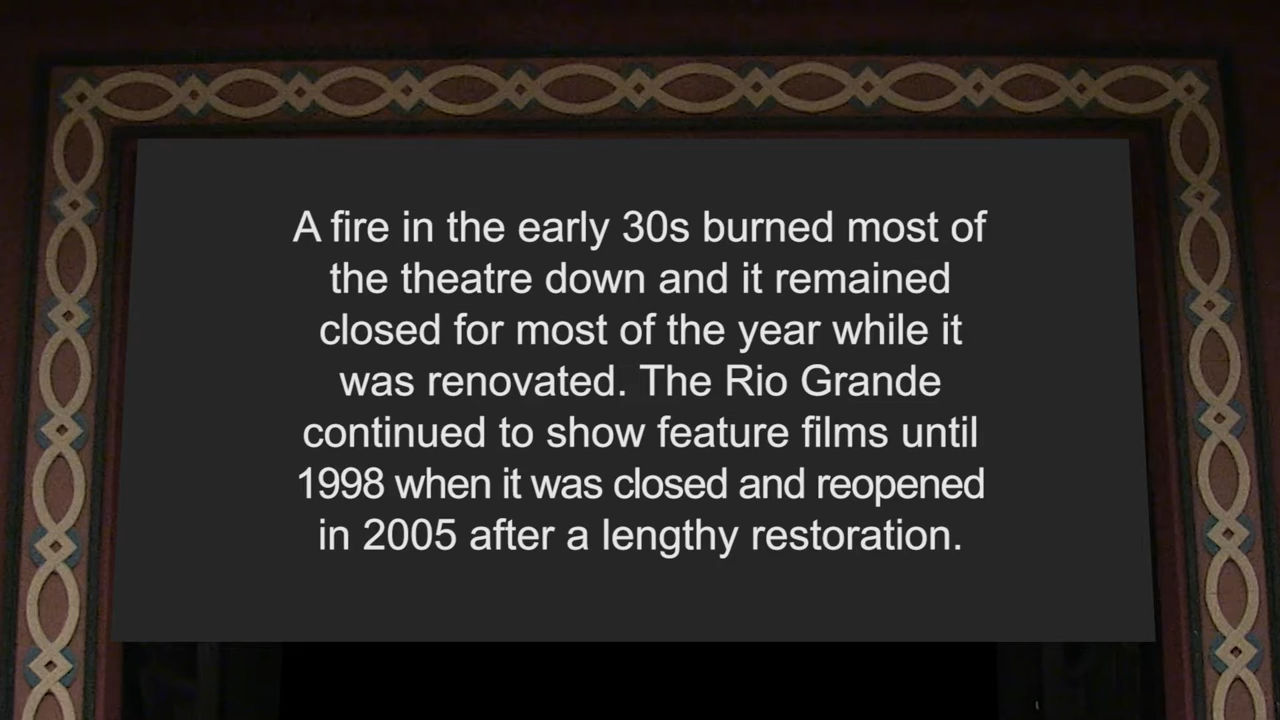 A fire in the early 30s burned most of
the theatre down and it remained
closed for most of the year while it
was renovated. The Rio Grande
continued to show feature films until
1998 when it was closed and reopened
in 2005 after a lengthy restoration.